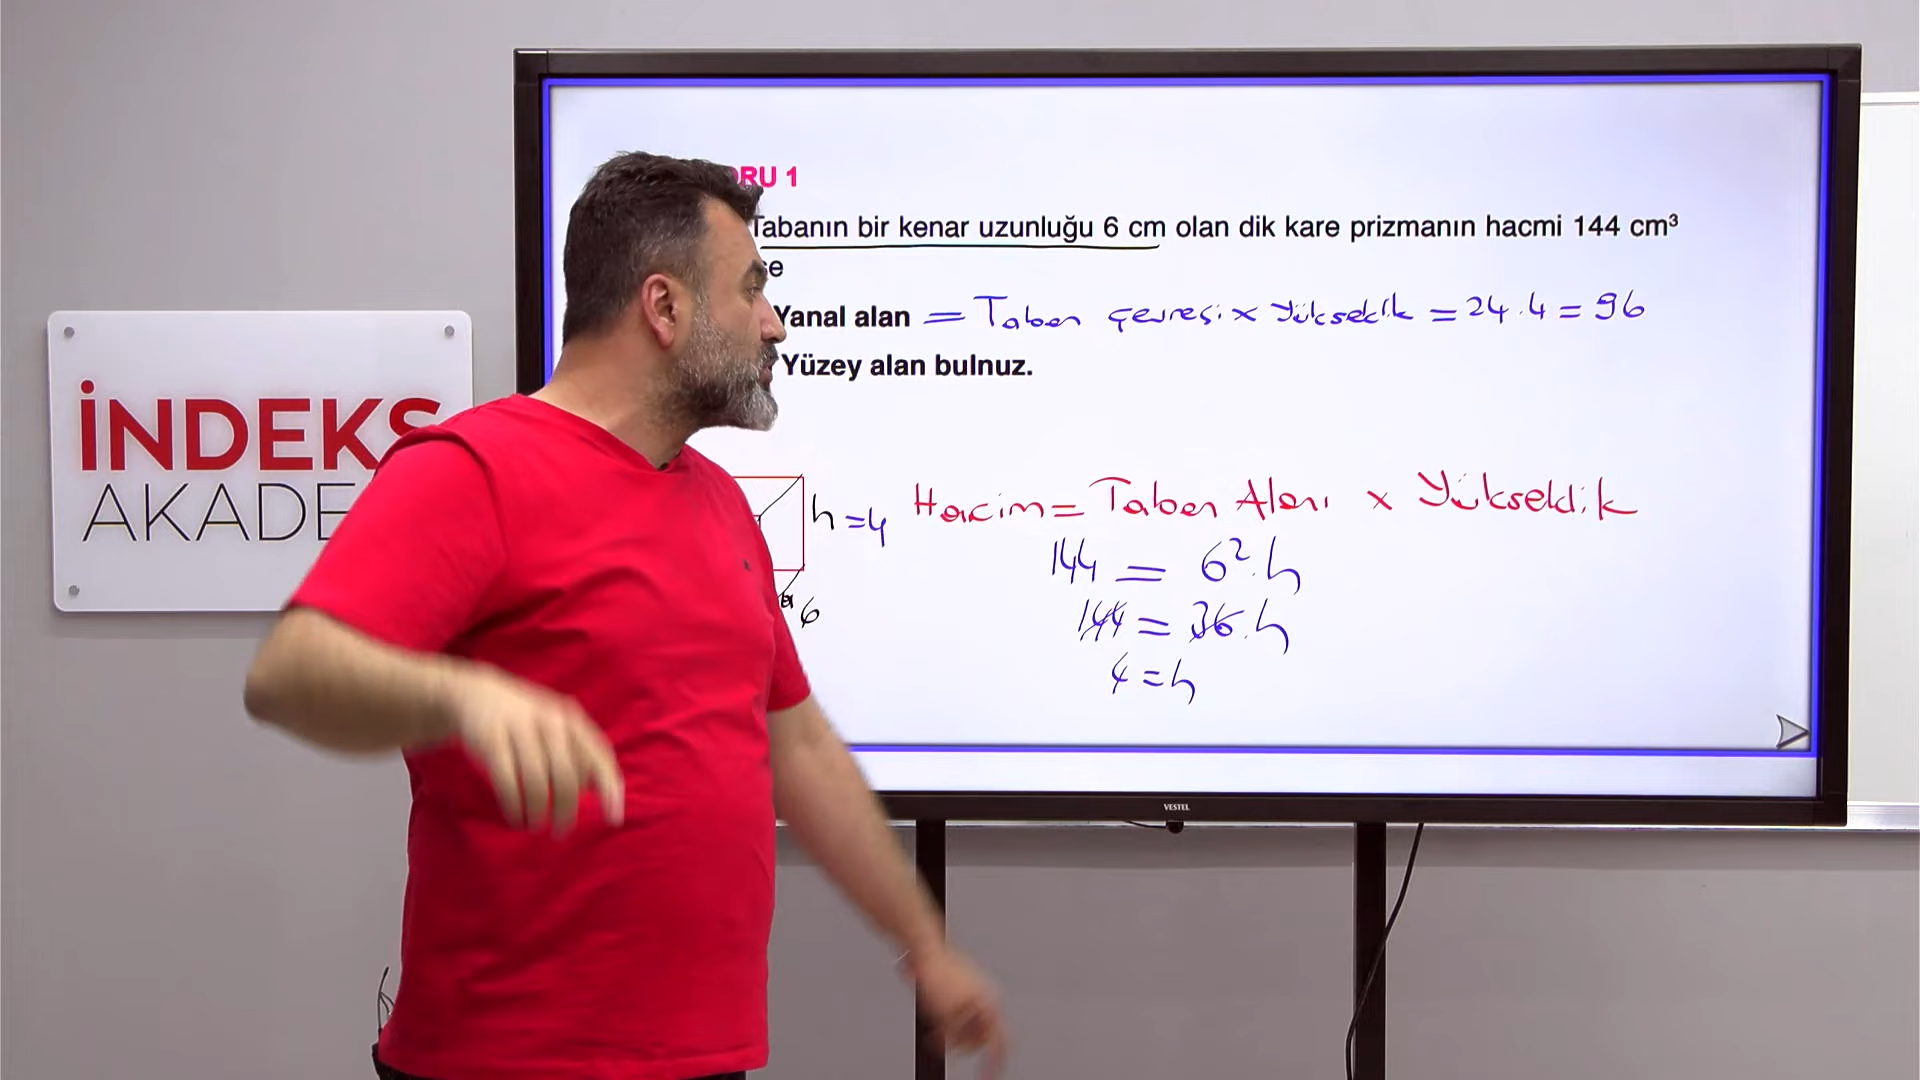 ORU 1
Tabanın bir kenar uzunluğu 6 cm olan dik kare prizmanın hacmi 144 cm³
se
Yanal alan = Taban çevresi x Yükseklik = 24.4 = 96
Yüzey alan bulnuz.
İNDEKS
AKADE
h = 4
6
Hacim = Taban Alanı x Yükseklik
144 = 6².h
144 = 36.h
4 = h
VESTEL